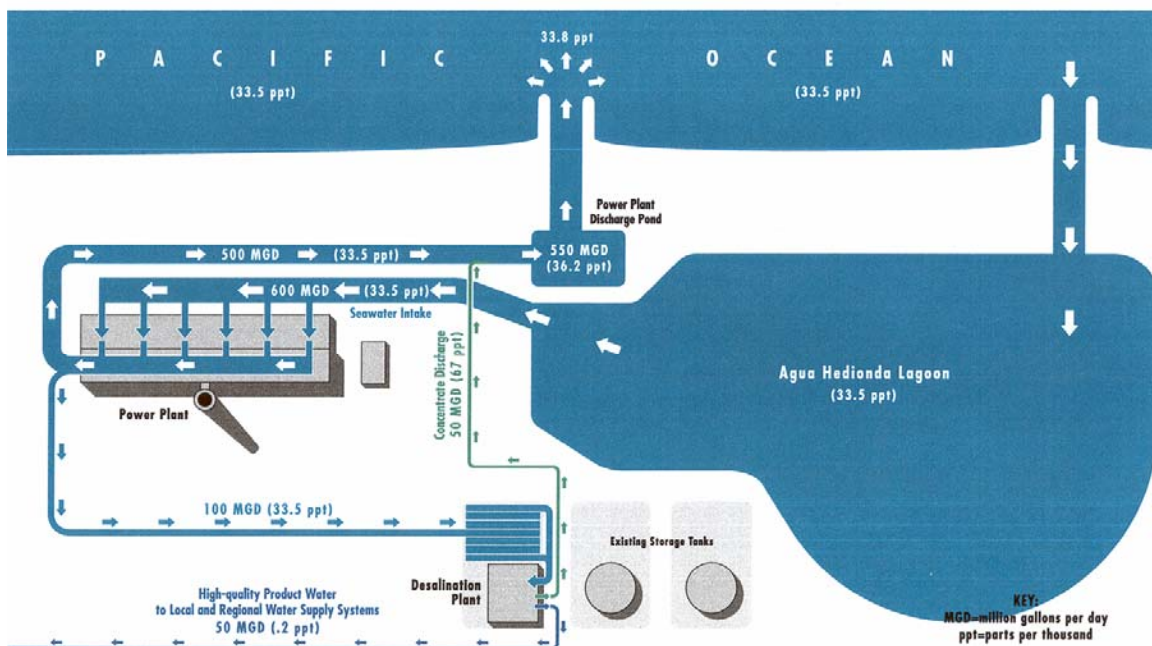 33.8 ppt
P A C I F I C
O C E A N
(33.5 ppt)
(33.5 ppt)
Power Plant
Discharge Pond
500 MGD (33.5 ppt)
550 MGD
(36.2 ppt)
600 MGD (33.5 ppt)
Seawater Intake
Concentrate Discharge
50 MGD (67 ppt)
Agua Hedionda Lagoon
(33.5 ppt)
Power Plant
100 MGD (33.5 ppt)
Existing Storage Tanks
Desalination
Plant
High-quality Product Water
to Local and Regional Water Supply Systems
50 MGD (.2 ppt)
KEY:
MGD=million gallons per day
ppt=parts per thousand